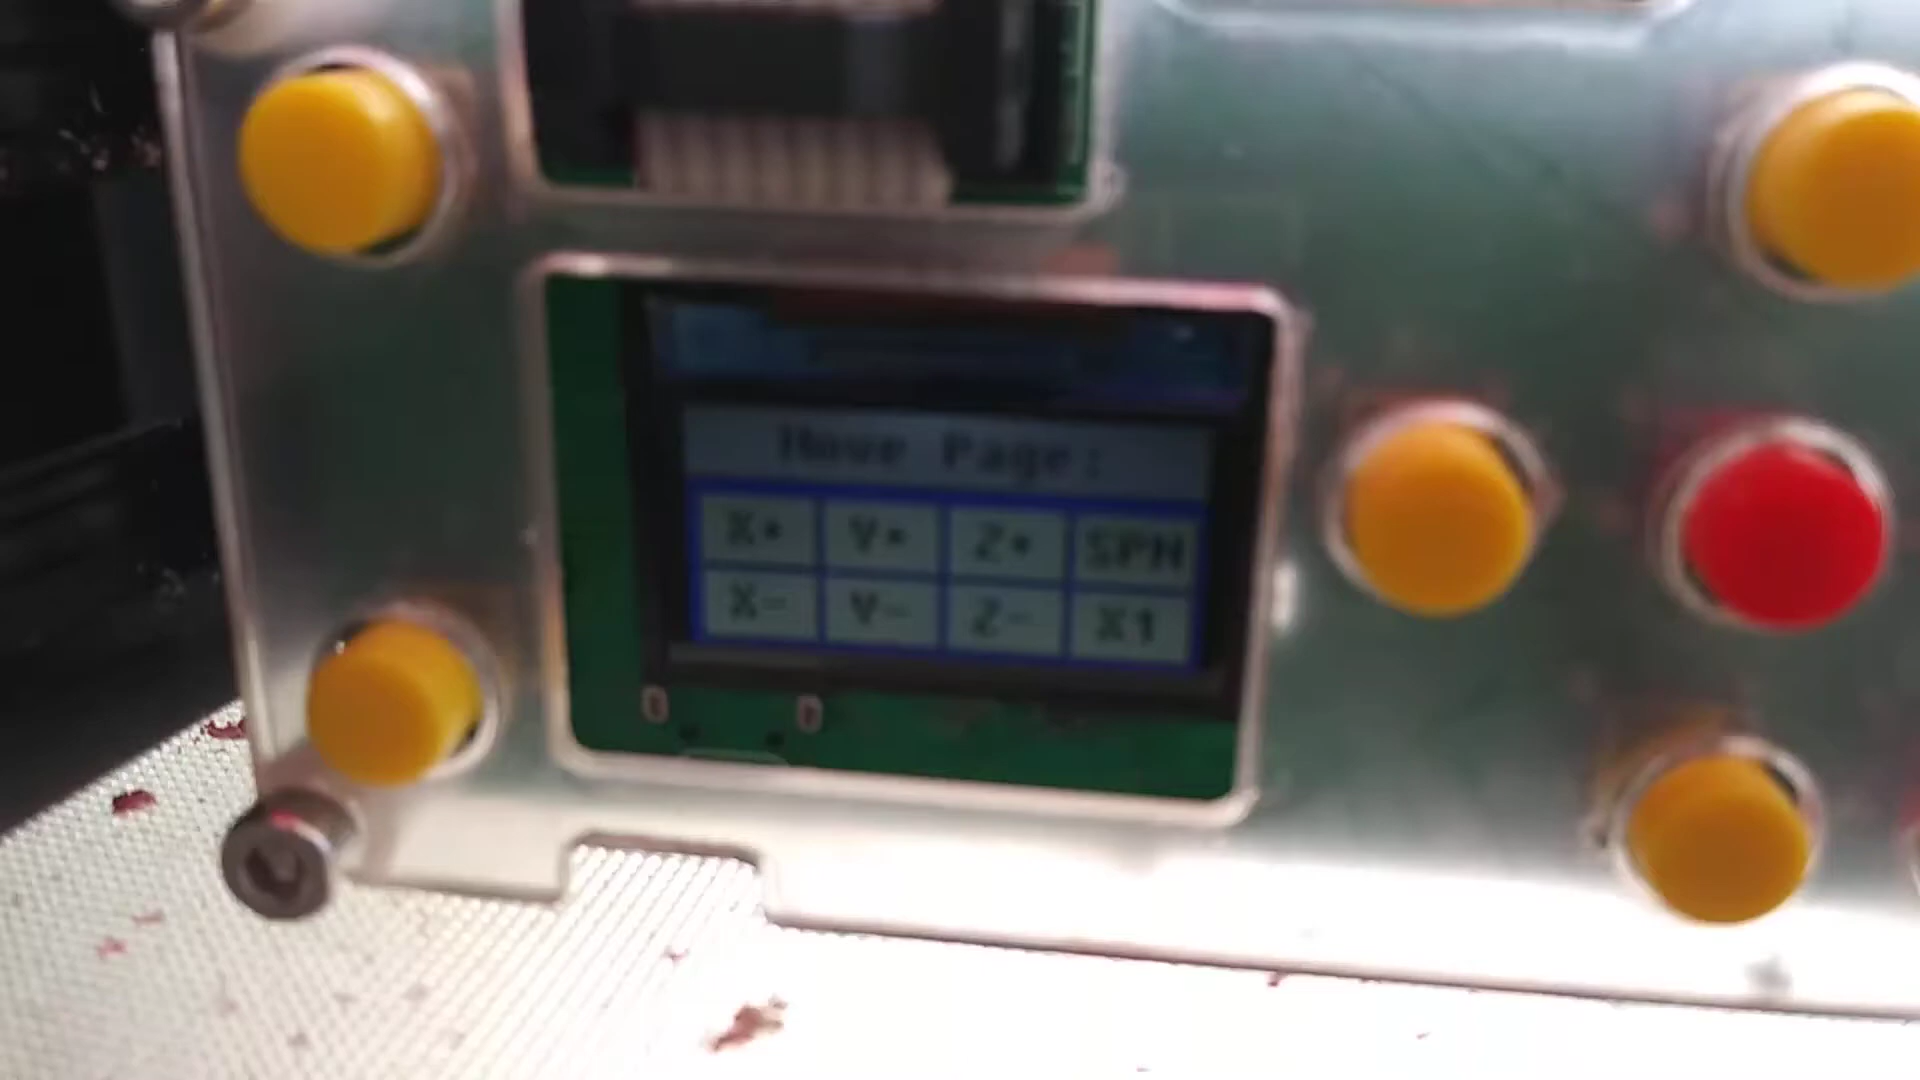 Move Page:
X+ Y+ Z+ SPN
X- Y- Z- X1